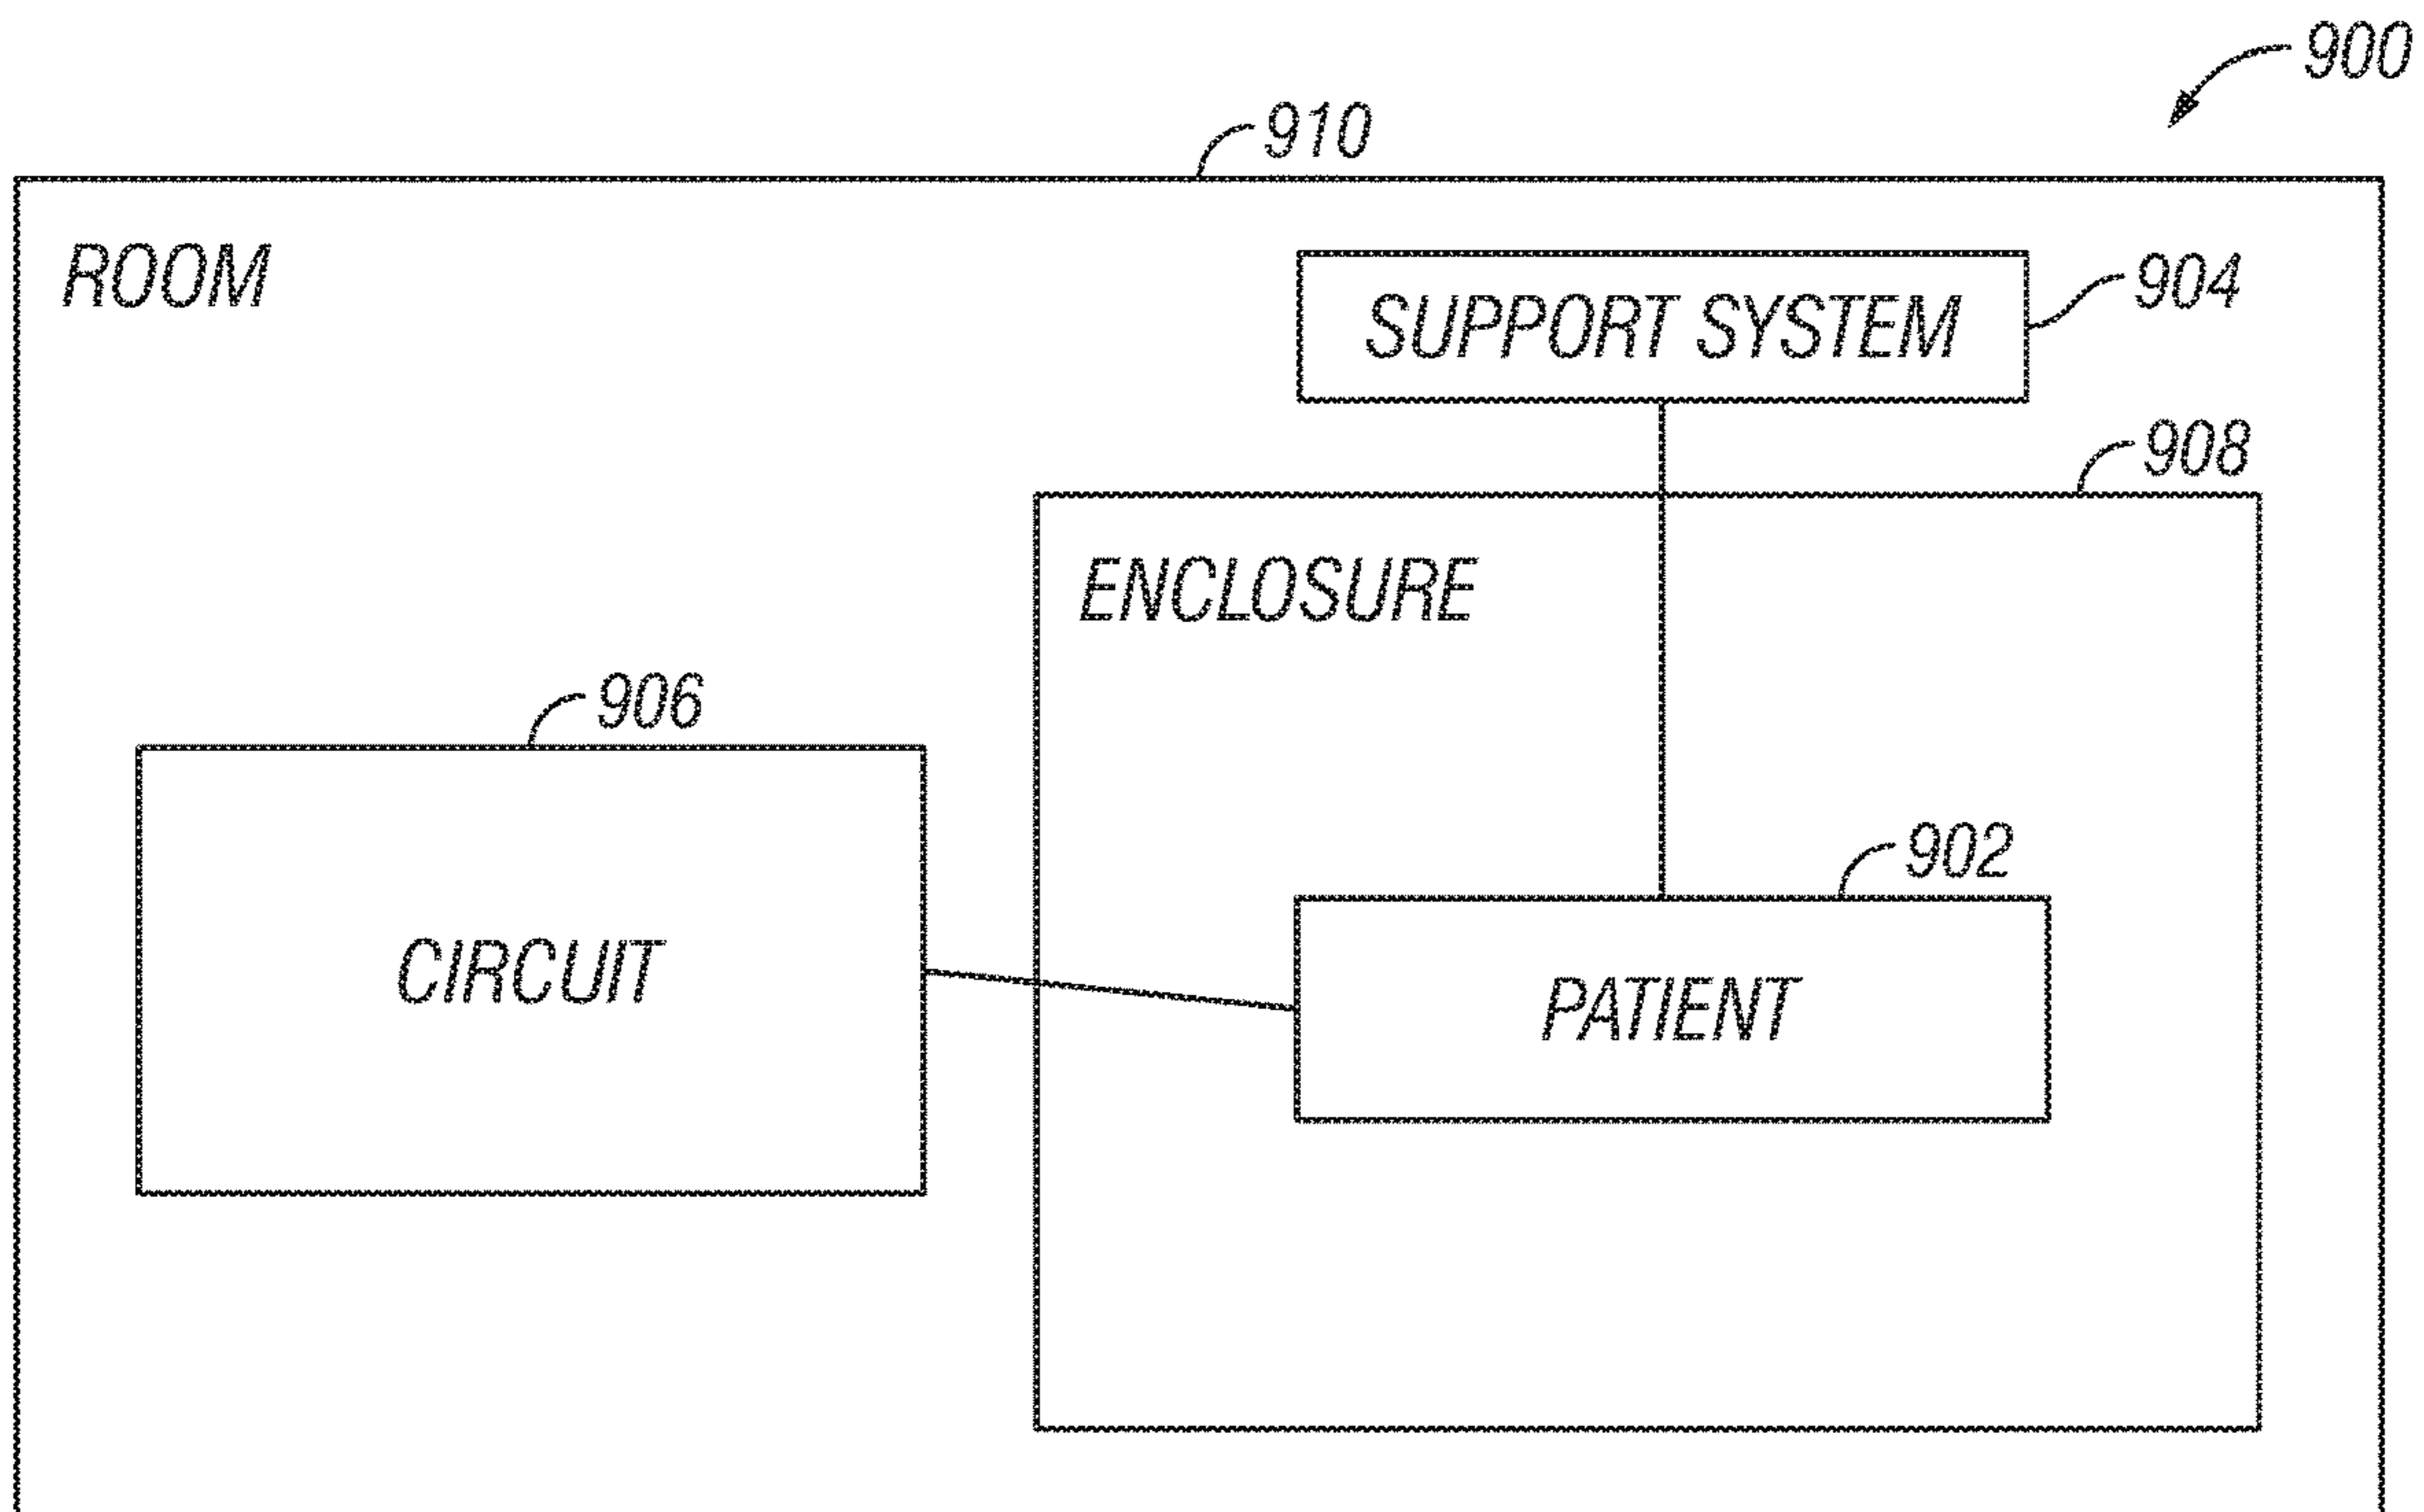 900
910
ROOM
SUPPORT SYSTEM
904
908
ENCLOSURE
906
902
CIRCUIT
PATIENT